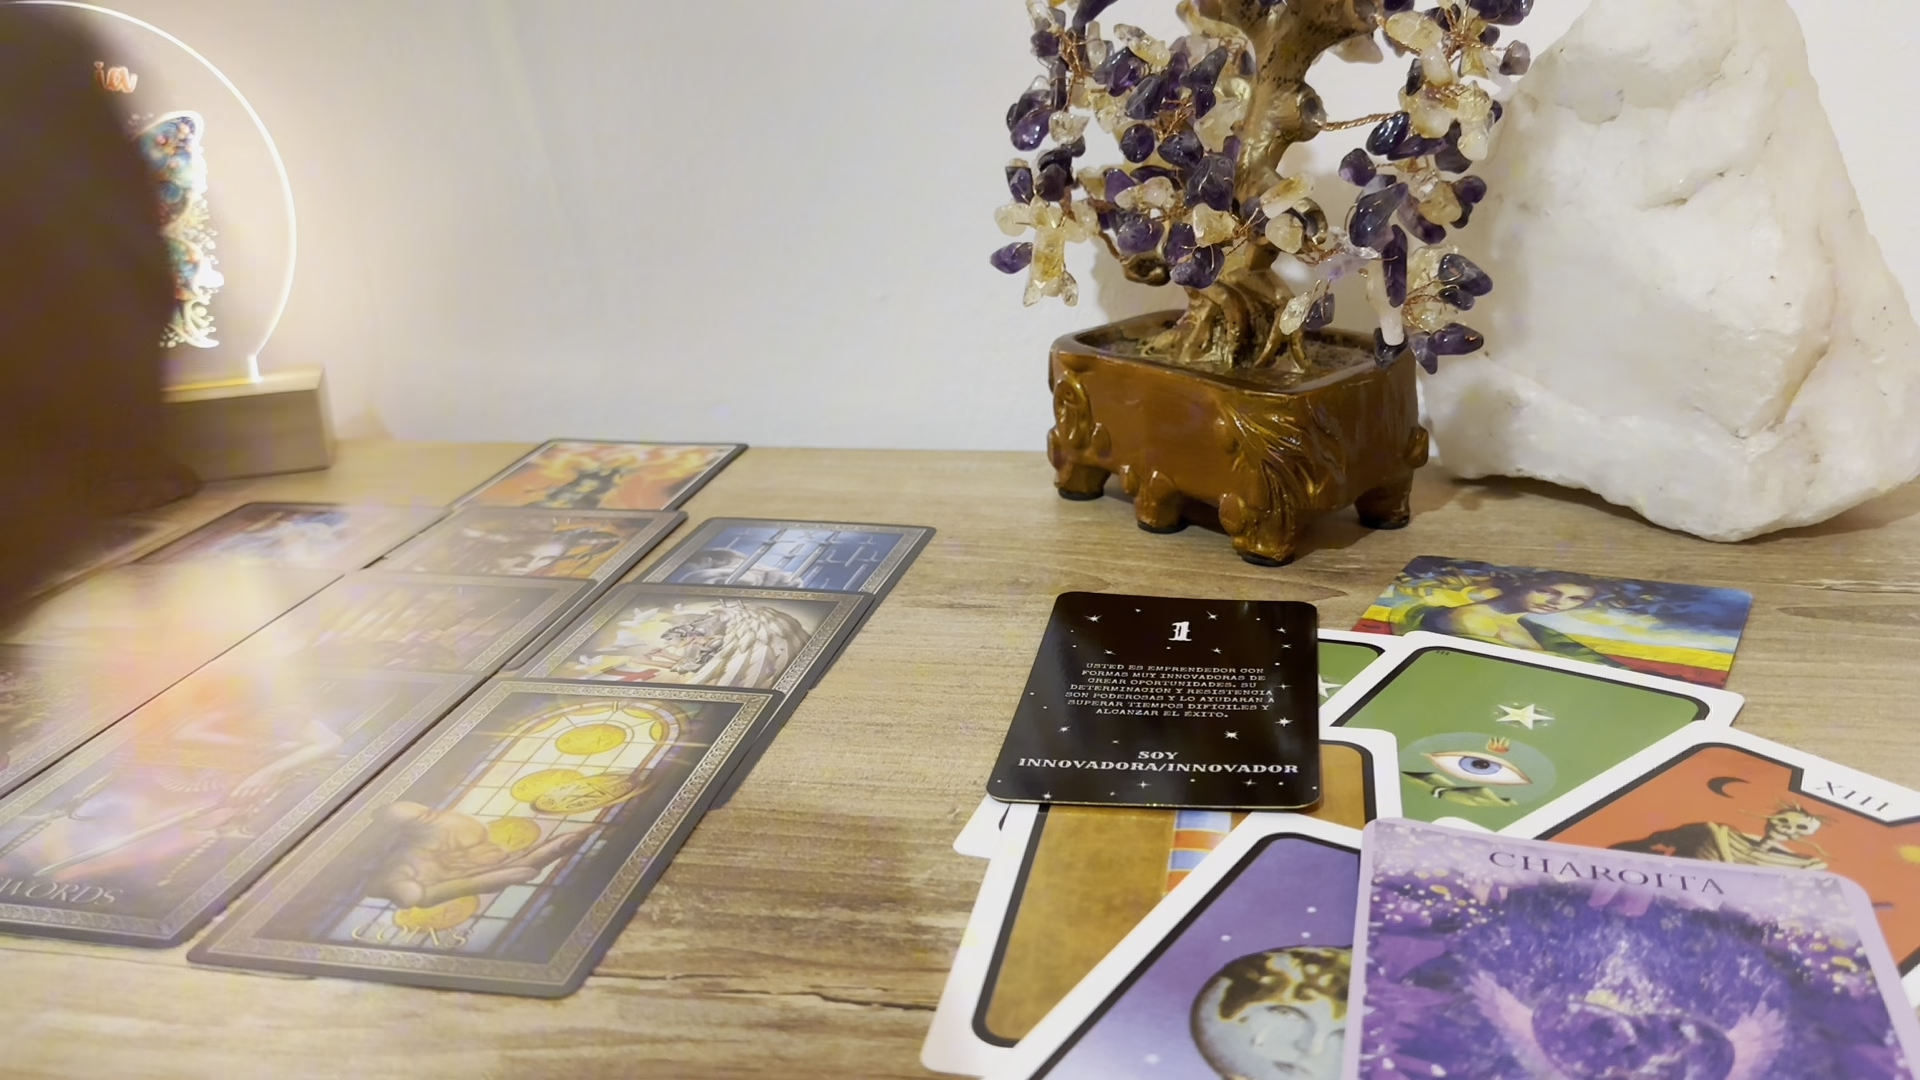 ia
SWORDS
COINS
1
USTED ES EMPRENDEDOR CON
FORMAS MUY INNOVADORAS DE
CREAR OPORTUNIDADES. SU
DETERMINACIÓN Y RESISTENCIA
SON PODEROSAS Y LO AYUDARÁN A
SUPERAR TIEMPOS DIFÍCILES Y
ALCANZAR EL ÉXITO.
SOY
INNOVADORA/INNOVADOR
XIII
CHAROITA